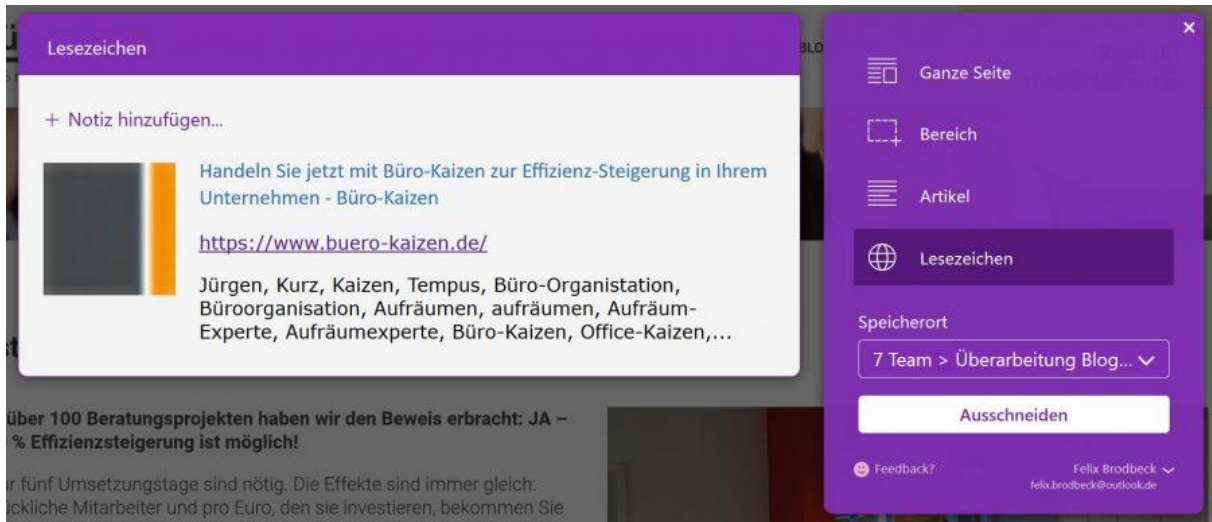 Lesezeichen
+ Notiz hinzufügen...
Handeln Sie jetzt mit Büro-Kaizen zur Effizienz-Steigerung in Ihrem
Unternehmen - Büro-Kaizen
https://www.buero-kaizen.de/
Jürgen, Kurz, Kaizen, Tempus, Büro-Organistation,
Büroorganisation, Aufräumen, aufräumen, Aufräum-
Experte, Aufräumexperte, Büro-Kaizen, Office-Kaizen,...
BLO
Ganze Seite
Bereich
Artikel
Lesezeichen
Speicherort
7 Team > Überarbeitung Blog...
Ausschneiden
Feedback?
Felix Brodbeck
felix.brodbeck@outlook.de
über 100 Beratungsprojekten haben wir den Beweis erbracht: JA –
% Effizienzsteigerung ist möglich!
ur fünf Umsetzungstage sind nötig. Die Effekte sind immer gleich:
ückliche Mitarbeiter und pro Euro, den sie investieren, bekommen Sie